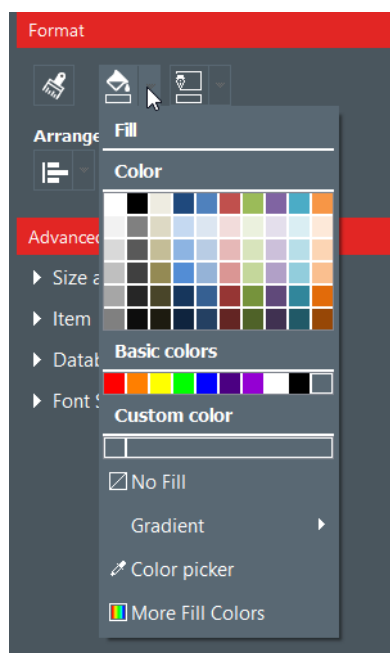 Format
Fill
Arrange
Color
Advanced
Size a
Item
Basic colors
Datab
Font S
Custom color
No Fill
Gradient
Color picker
More Fill Colors